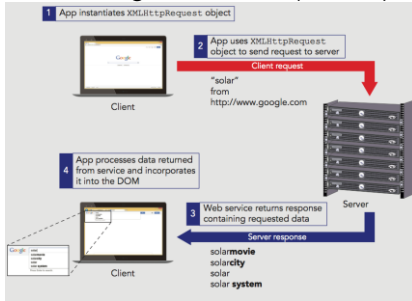 1 App instantiates XMLHttpRequest object
2 App uses XMLHttpRequest
object to send request to server
Client request
"solar"
from
http://www.google.com
Google
Client
Server
4 App processes data returned
from service and incorporates
it into the DOM
3 Web service returns response
containing requested data
Server response
solarmovie
solarcity
solar
solar system
Google
Client